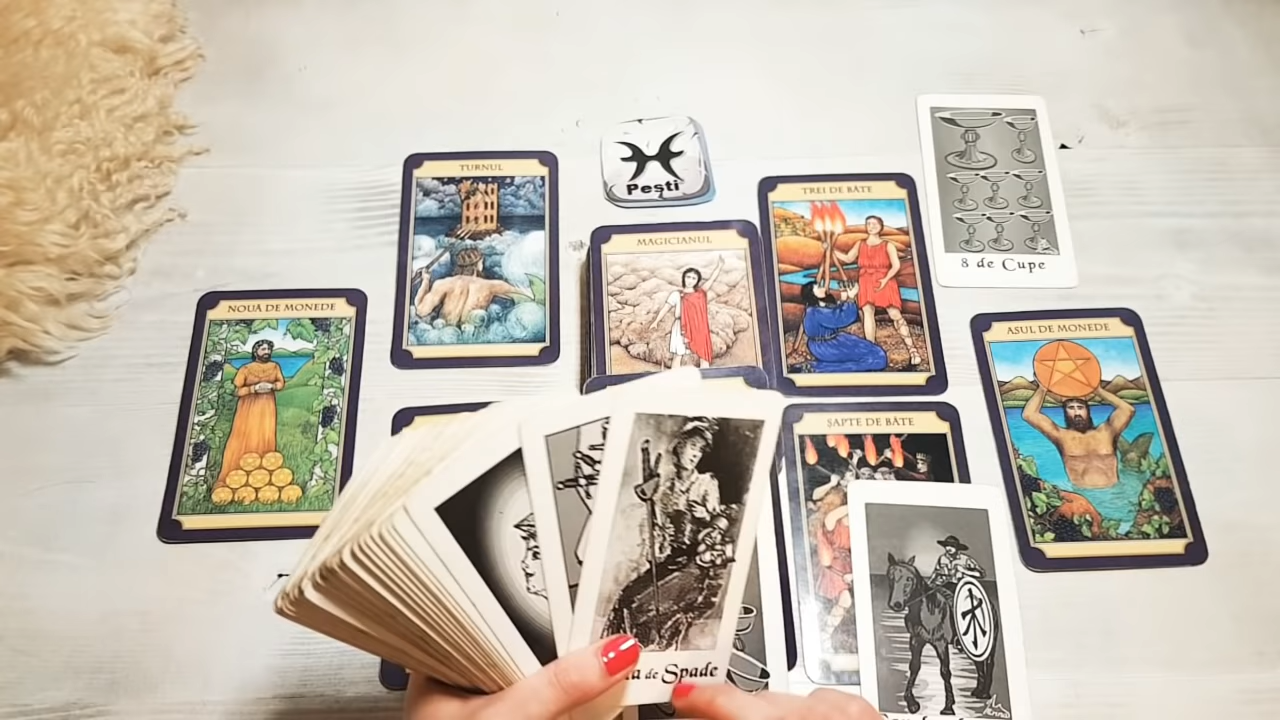 TURNUL
Pești
TREI DE BÂTE
MAGICIANUL
8 de Cupe
NOUĂ DE MONEDE
ASUL DE MONEDE
ȘAPTE DE BÂTE
de Spade